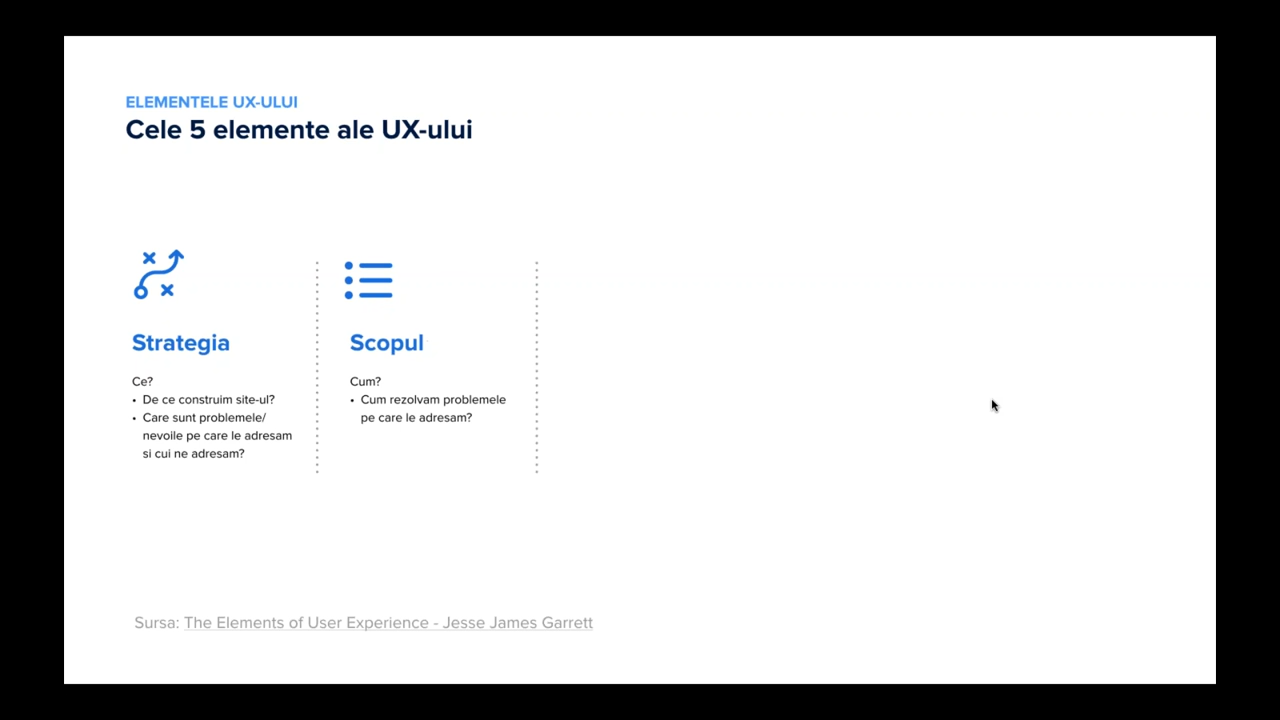 ELEMENTELE UX-ULUI
Cele 5 elemente ale UX-ului
Strategia
Ce?
• De ce construim site-ul?
• Care sunt problemele/
nevoile pe care le adresam
si cui ne adresam?
Scopul
Cum?
• Cum rezolvam problemele
pe care le adresam?
Sursa: The Elements of User Experience - Jesse James Garrett